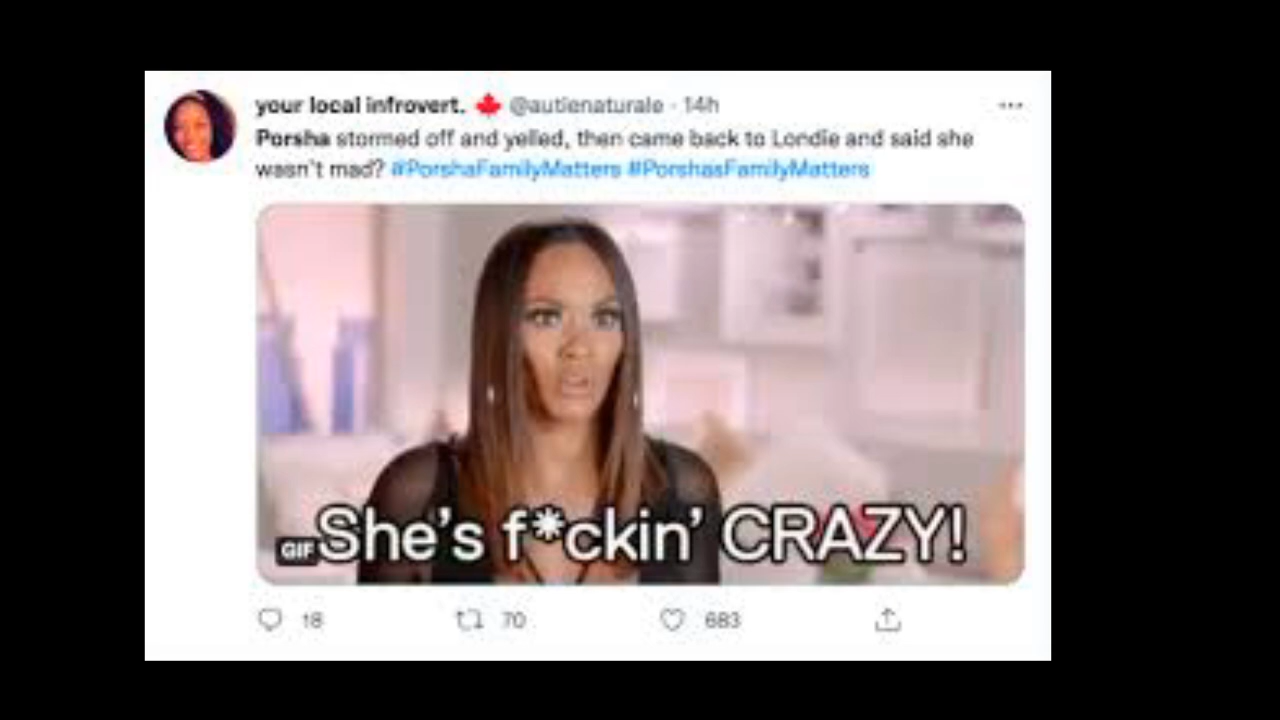 your local infrovert. 🍁 @autienaturale · 14h
Porsha stormed off and yelled, then came back to Londie and said she
wasn't mad? #PorshaFamilyMatters #PorshasFamilyMatters
GIF She's f*ckin' CRAZY!
18 70 683